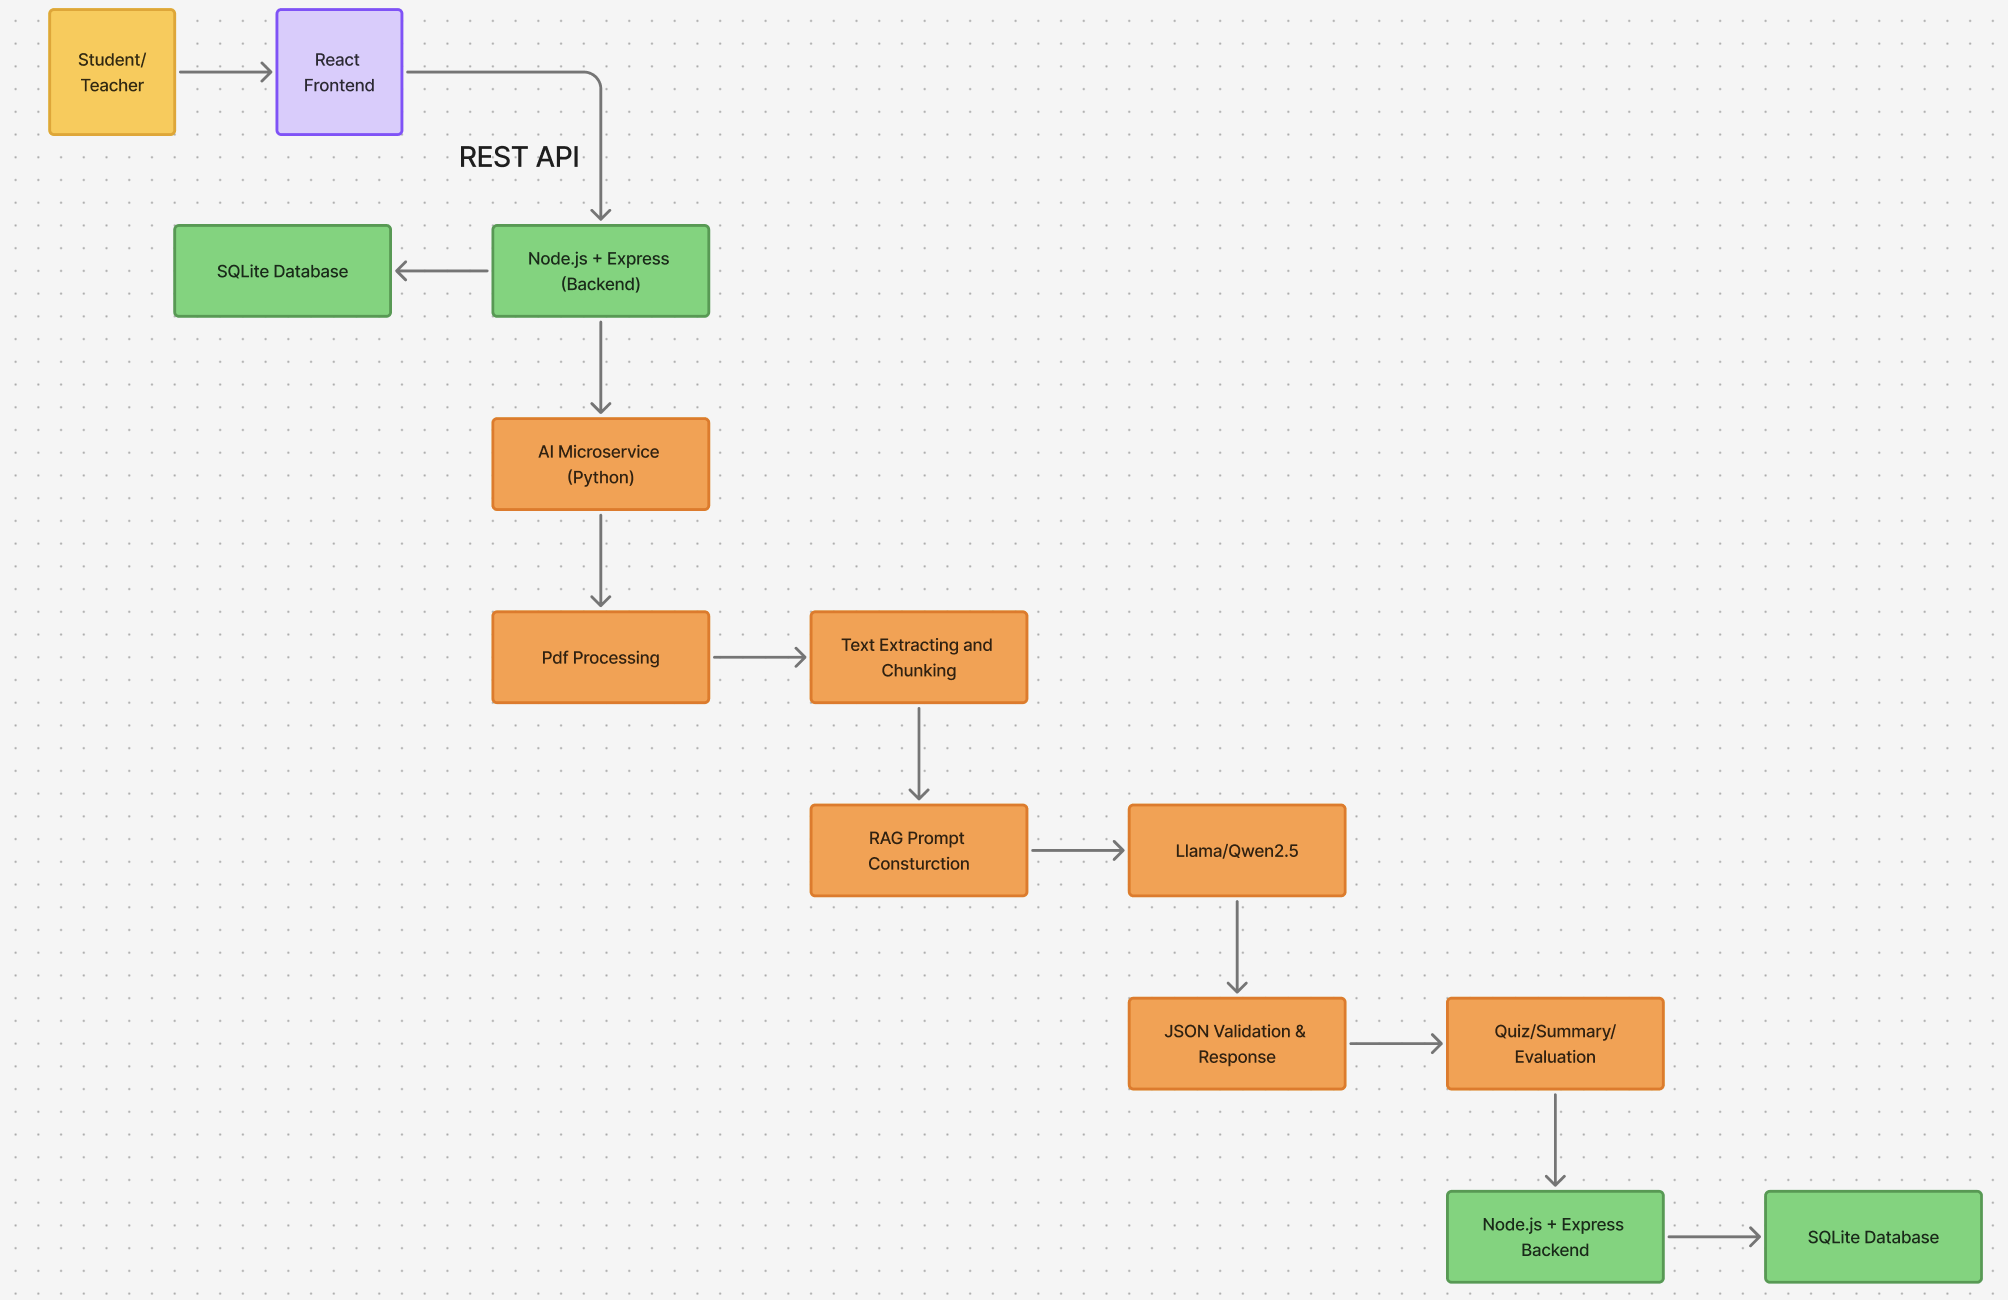 Student/
Teacher
React
Frontend
REST API
SQLite Database
Node.js + Express
(Backend)
AI Microservice
(Python)
Pdf Processing
Text Extracting and
Chunking
RAG Prompt
Consturction
Llama/Qwen2.5
JSON Validation &
Response
Quiz/Summary/
Evaluation
Node.js + Express
Backend
SQLite Database